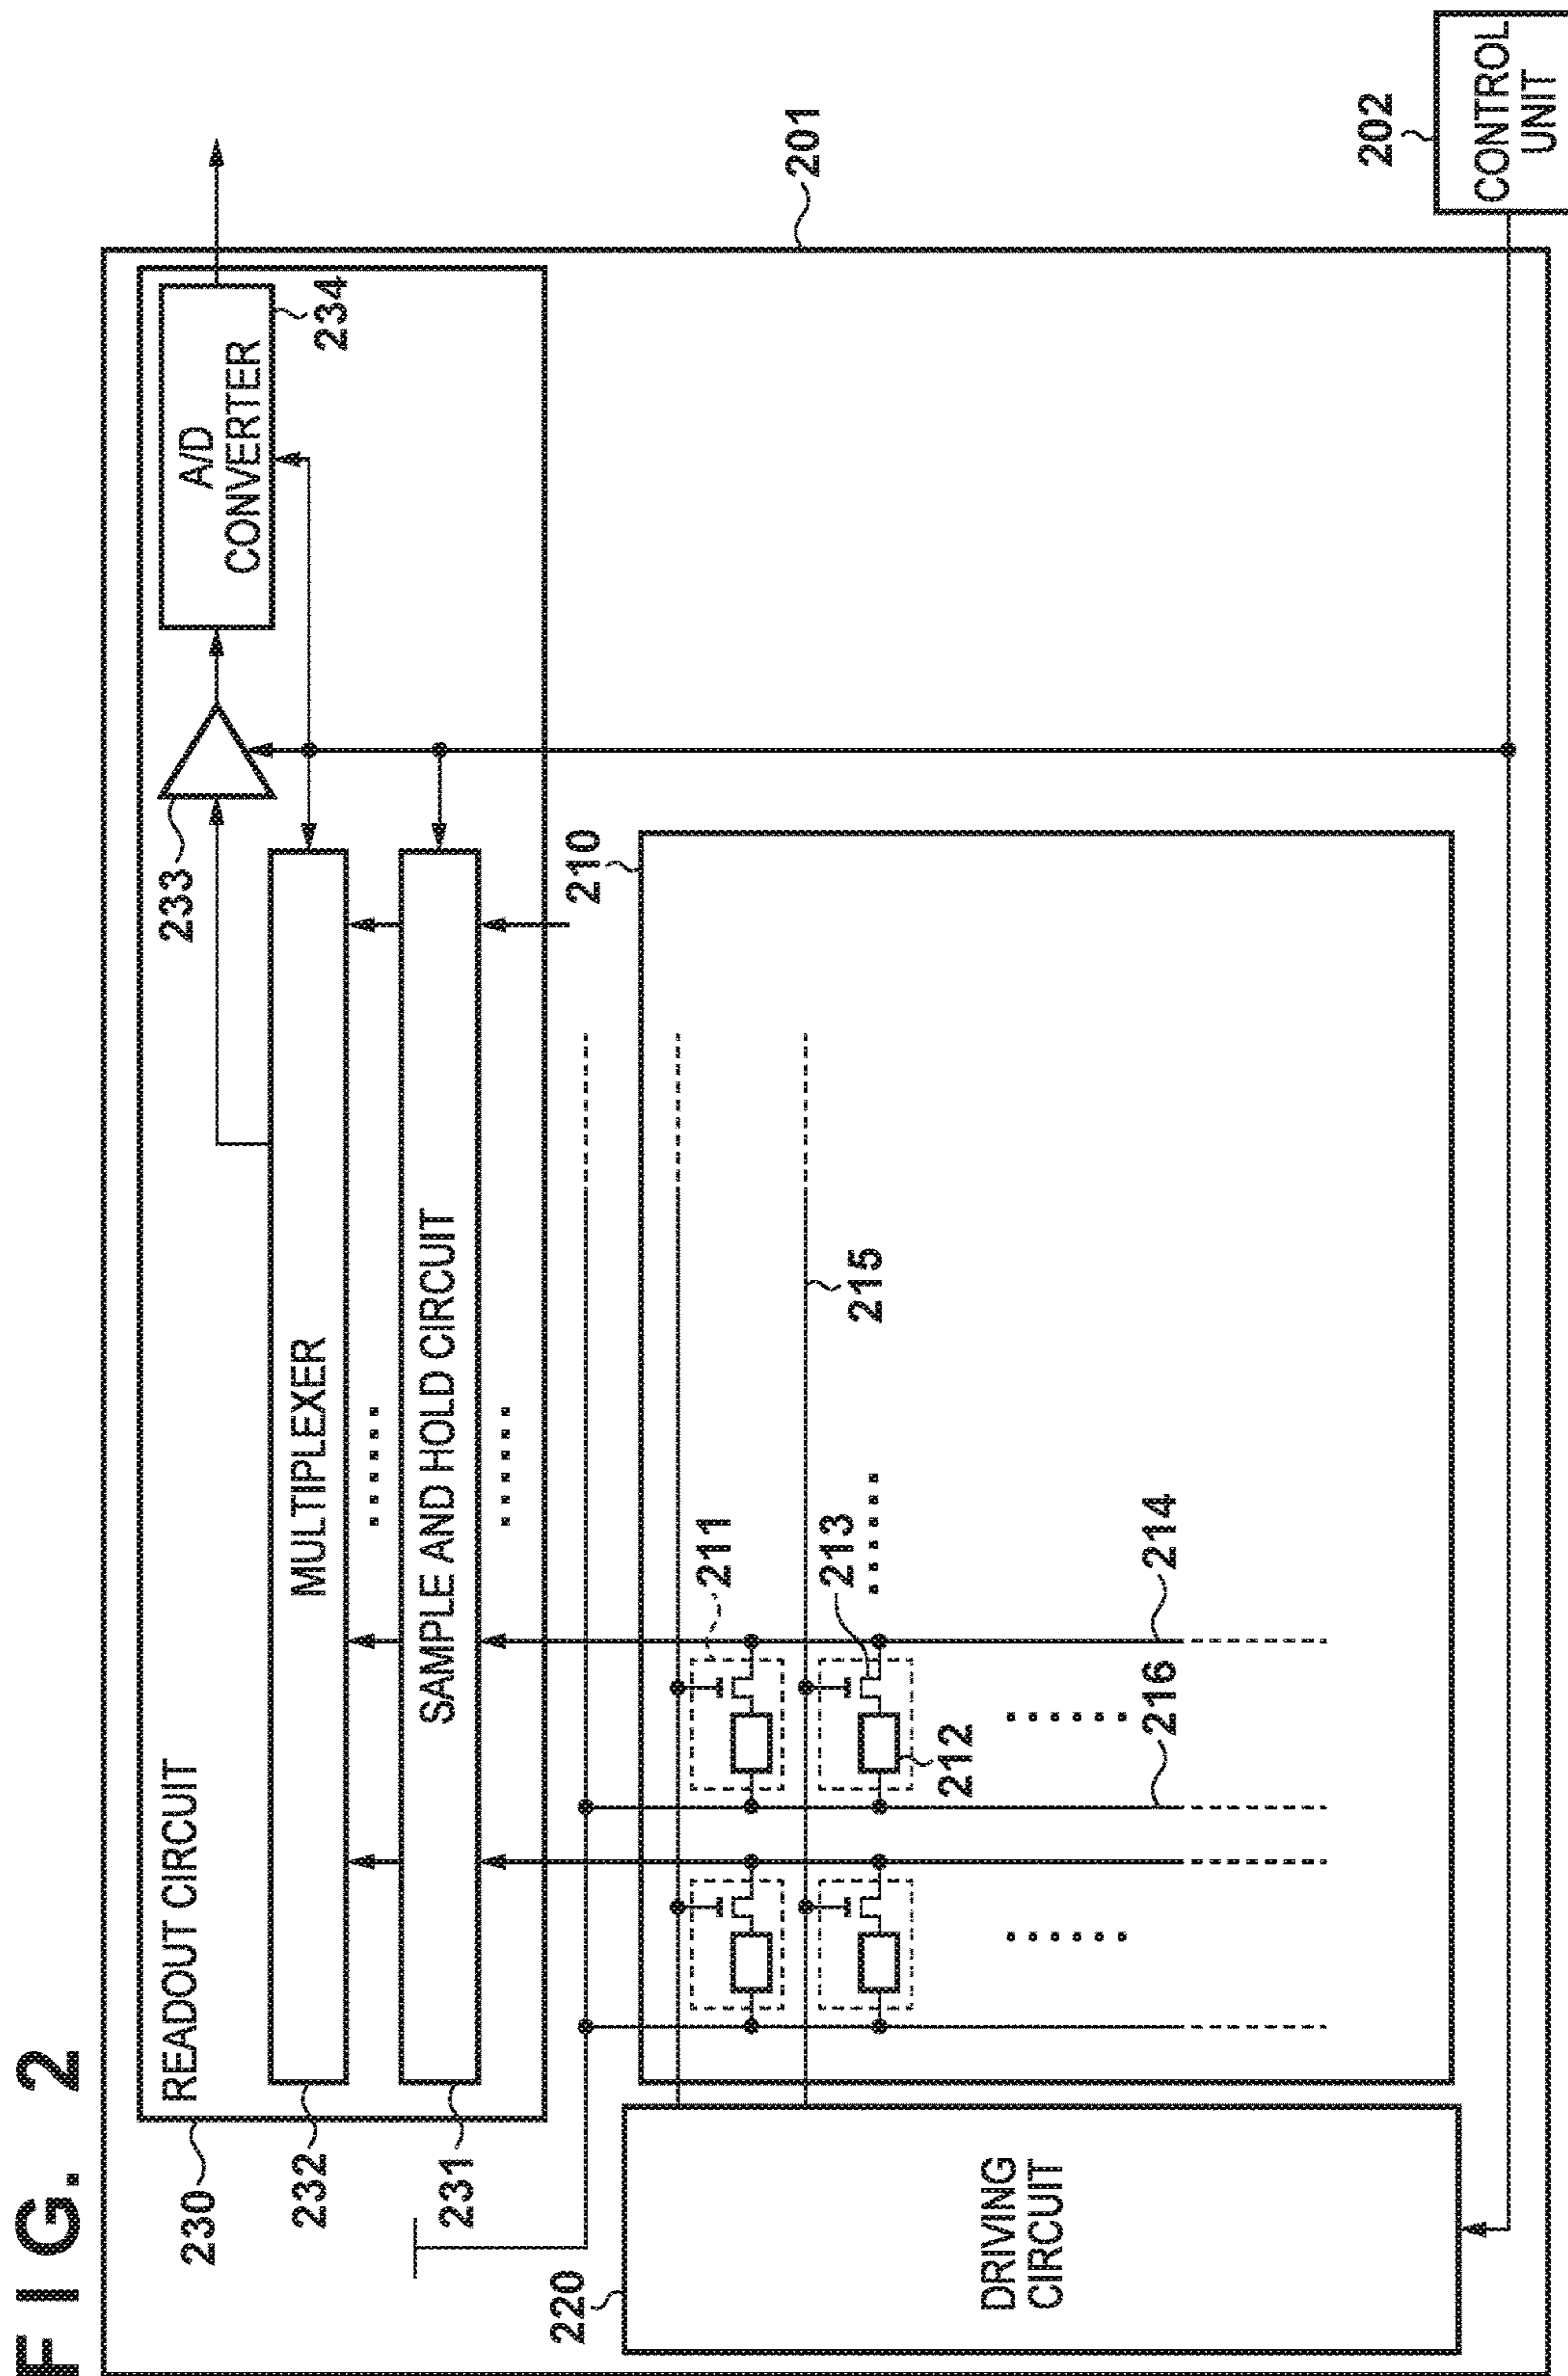 FIG. 2
READOUT CIRCUIT
230
233
A/D
CONVERTER
234
MULTIPLEXER
232
SAMPLE AND HOLD CIRCUIT
231
201
210
220
DRIVING
CIRCUIT
211
213
212
215
214
216
202
CONTROL
UNIT